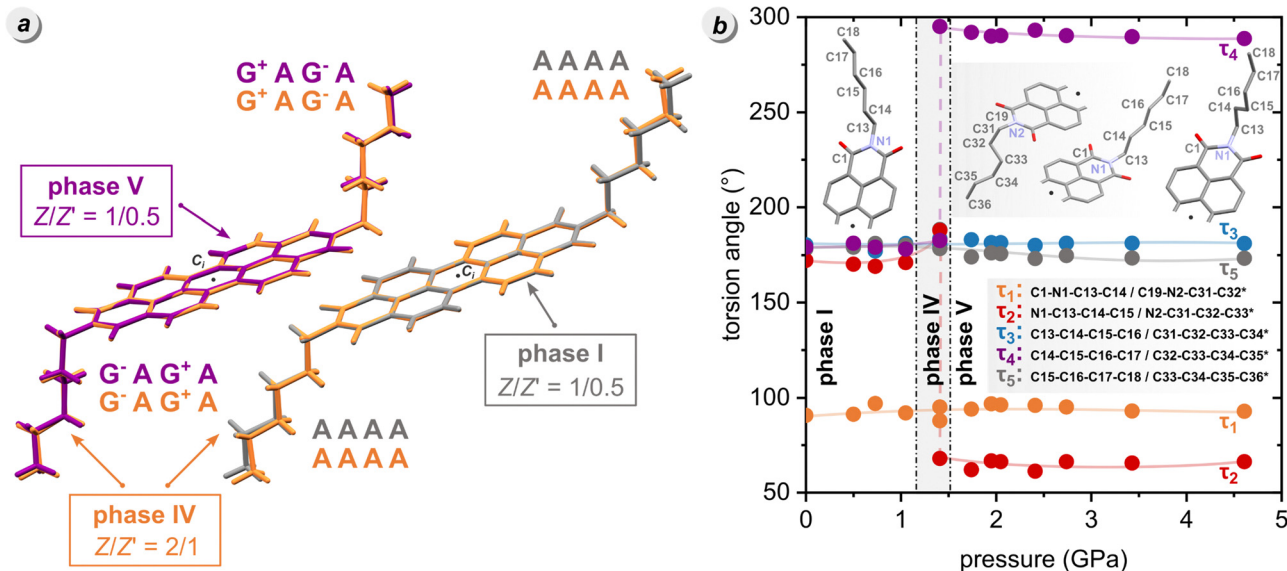 a
G⁺ A G⁻ A
G⁺ A G⁻ A
A A A A
A A A A
phase V
Z/Z' = 1/0.5
Cᵢ
Cᵢ
phase I
Z/Z' = 1/0.5
G⁻ A G⁺ A
G⁻ A G⁺ A
A A A A
A A A A
phase IV
Z/Z' = 2/1
b
300
250
200
150
100
50
torsion angle (°)
0
1
2
3
4
5
pressure (GPa)
phase I
phase IV
phase V
C18
C17
C16
C15
C14
C13
N1
C1
C19
C31
N2
C32
C33
C35
C34
C36
C18
C16
C17
C14
C15
C1
N1
C13
C18
C17
C16
C14
C15
C13
C1
N1
τ₄
τ₃
τ₅
τ₁: C1-N1-C13-C14 / C19-N2-C31-C32*
τ₂: N1-C13-C14-C15 / N2-C31-C32-C33*
τ₃: C13-C14-C15-C16 / C31-C32-C33-C34*
τ₄: C14-C15-C16-C17 / C32-C33-C34-C35*
τ₅: C15-C16-C17-C18 / C33-C34-C35-C36*
τ₁
τ₂